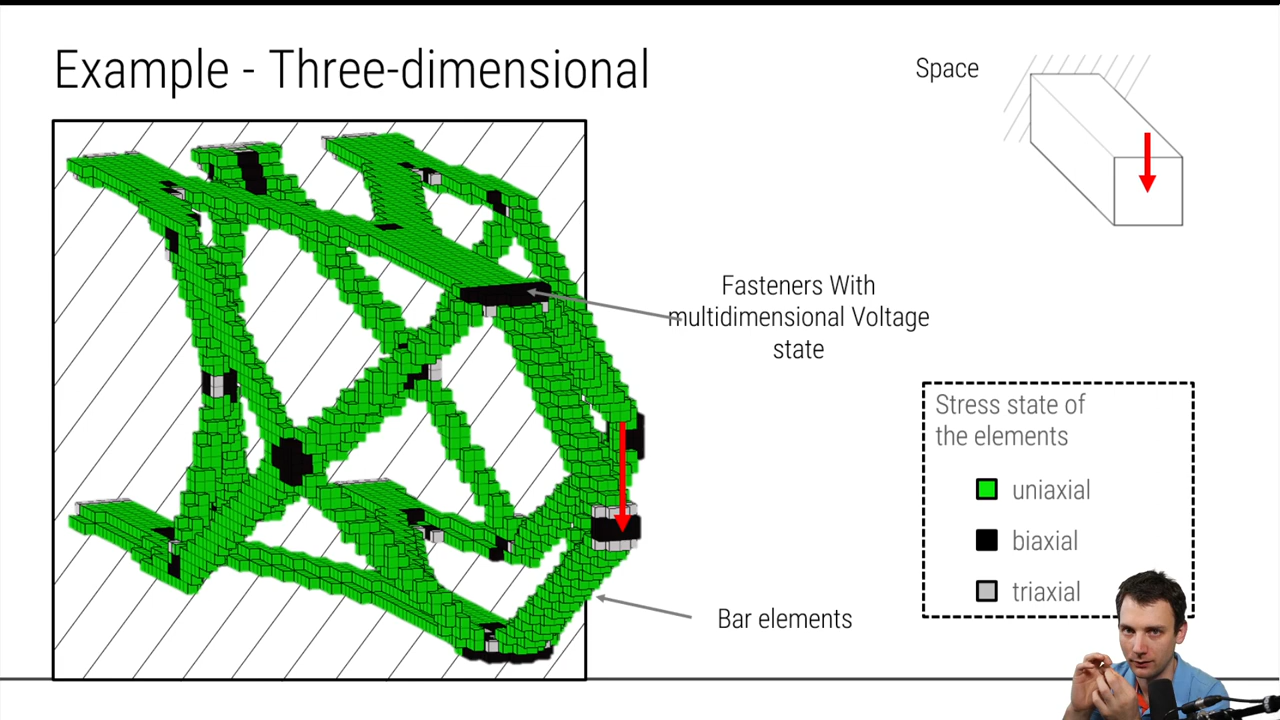 Example - Three-dimensional
Space
Fasteners With
multidimensional Voltage
state
Stress state of
the elements
uniaxial
biaxial
triaxial
Bar elements